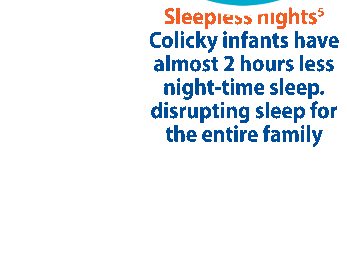 Sleepless nights⁵
Colicky infants have
almost 2 hours less
night-time sleep.
disrupting sleep for
the entire family